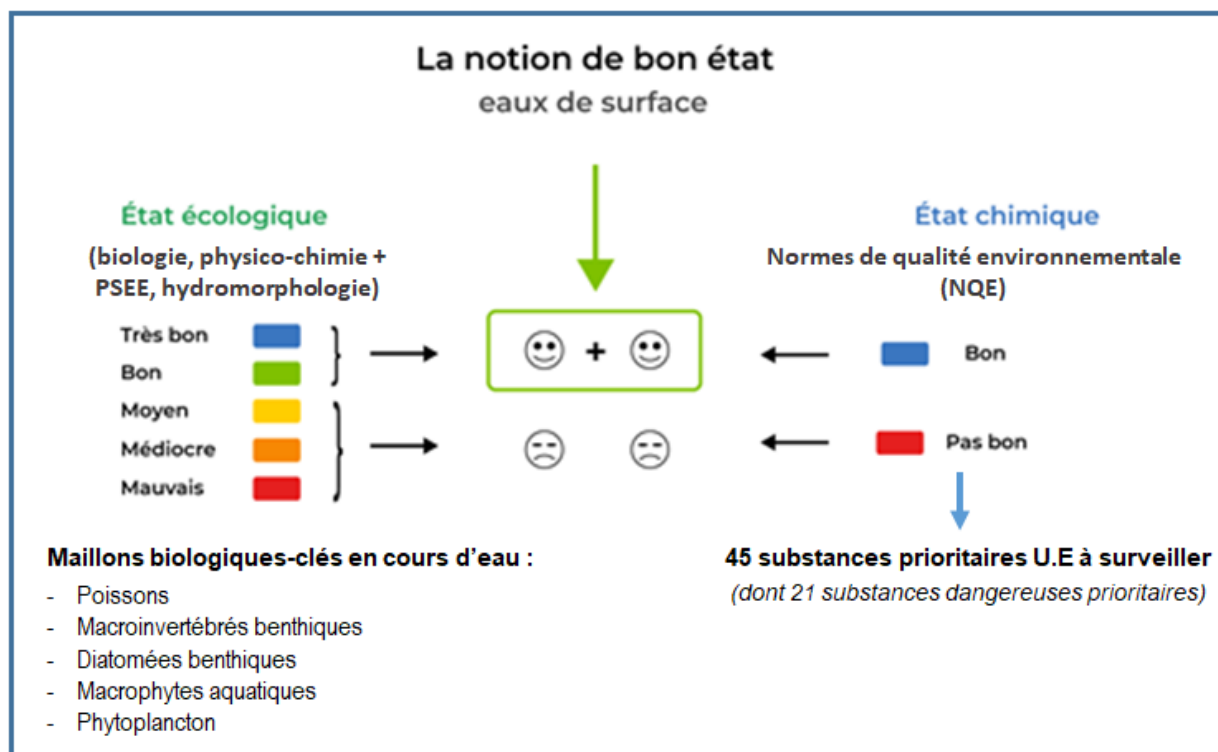 La notion de bon état
eaux de surface
État écologique
(biologie, physico-chimie +
PSEE, hydromorphologie)
Très bon
Bon
Moyen
Médiocre
Mauvais
+
État chimique
Normes de qualité environnementale
(NQE)
Bon
Pas bon
Maillons biologiques-clés en cours d'eau :
- Poissons
- Macroinvertébrés benthiques
- Diatomées benthiques
- Macrophytes aquatiques
- Phytoplancton
45 substances prioritaires U.E à surveiller
(dont 21 substances dangereuses prioritaires)